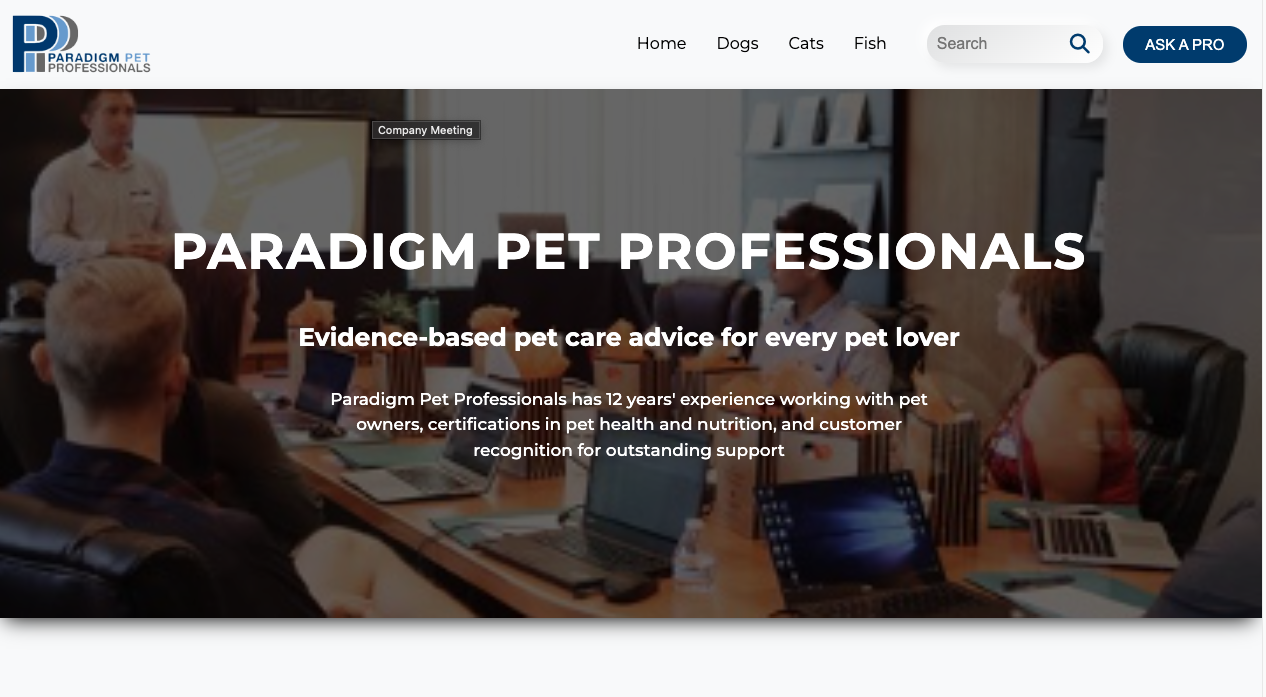 PARADIGM PET
PROFESSIONALS
Home Dogs Cats Fish Search ASK A PRO
Company Meeting
PARADIGM PET PROFESSIONALS
Evidence-based pet care advice for every pet lover
Paradigm Pet Professionals has 12 years' experience working with pet
owners, certifications in pet health and nutrition, and customer
recognition for outstanding support